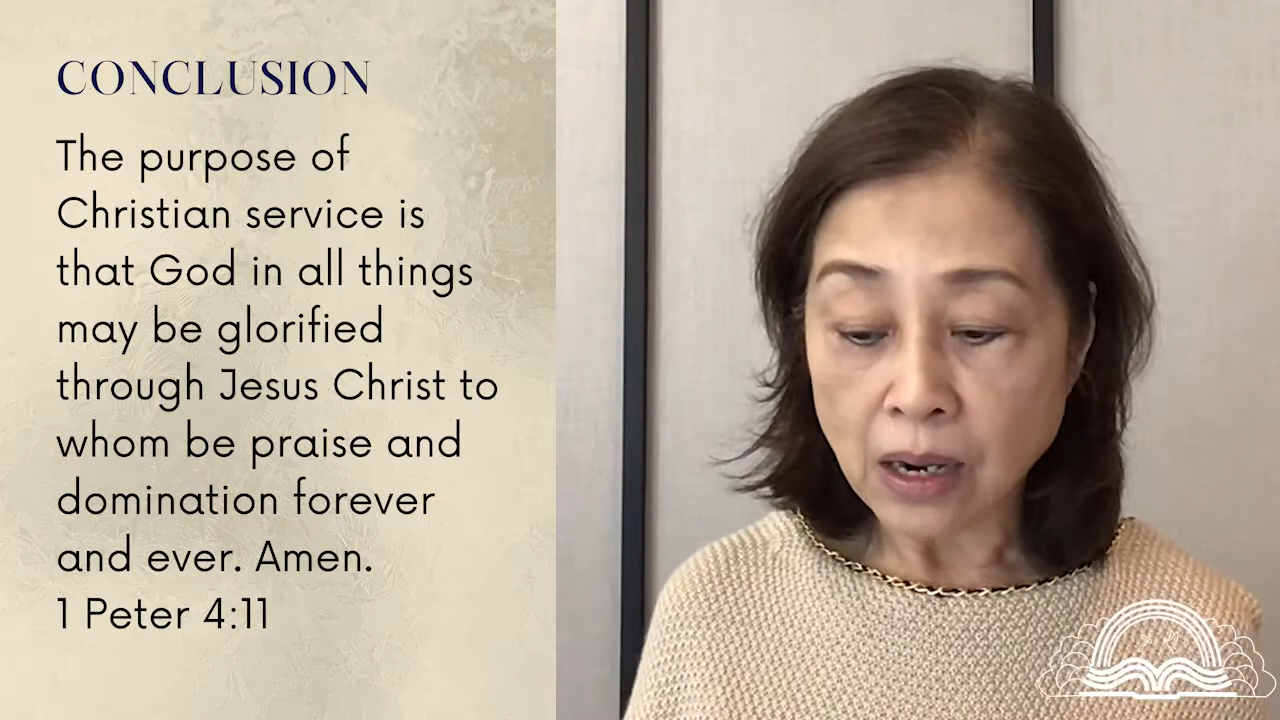 CONCLUSION
The purpose of
Christian service is
that God in all things
may be glorified
through Jesus Christ to
whom be praise and
domination forever
and ever. Amen.
1 Peter 4:11